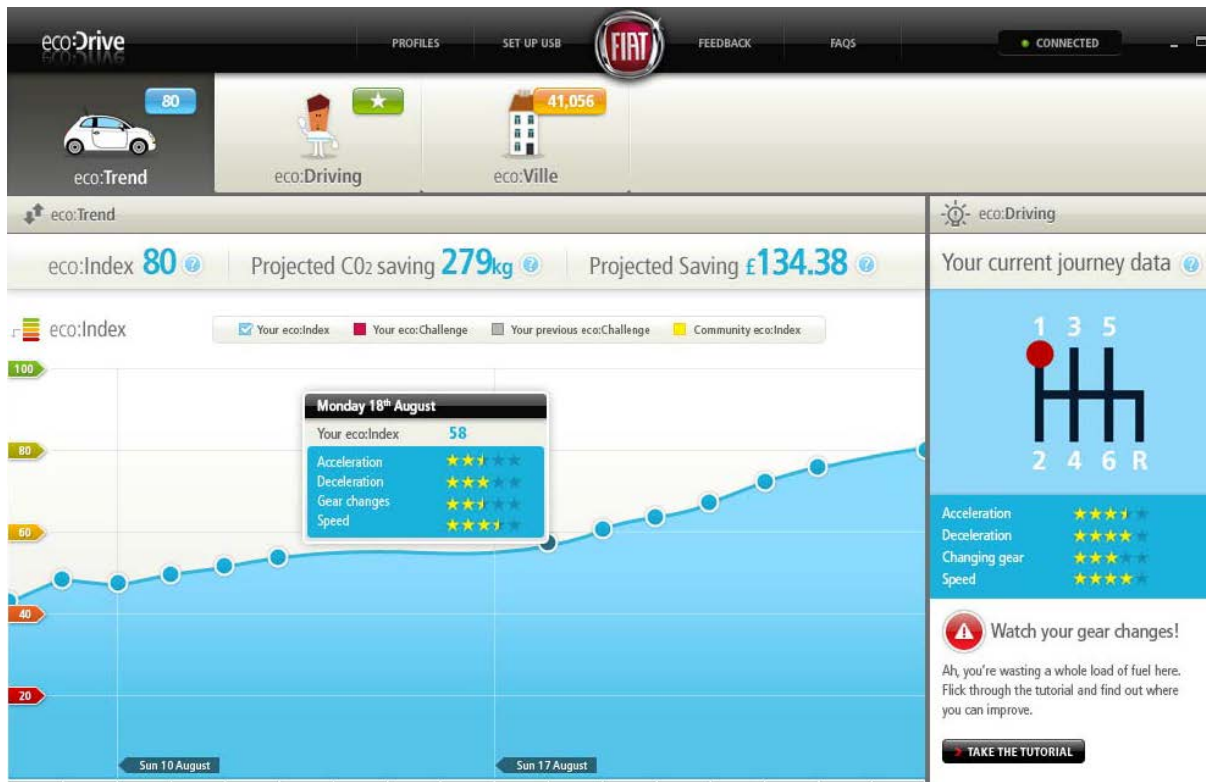 eco:Drive PROFILES SET UP USB FIAT FEEDBACK FAQS CONNECTED
80 41,056
eco:Trend eco:Driving eco:Ville
eco:Trend
eco:Index 80 ? Projected CO2 saving 279kg ? Projected Saving £134.38 ?
eco:Index Your eco:Index Your eco:Challenge Your previous eco:Challenge Community eco:Index
100
80
60
40
20
Monday 18th August
Your eco:Index 58
Acceleration
Deceleration
Gear changes
Speed
Sun 10 August Sun 17 August
eco:Driving
Your current journey data ?
1 3 5
2 4 6 R
Acceleration
Deceleration
Changing gear
Speed
Watch your gear changes!
Ah, you're wasting a whole load of fuel here.
Flick through the tutorial and find out where
you can improve.
TAKE THE TUTORIAL